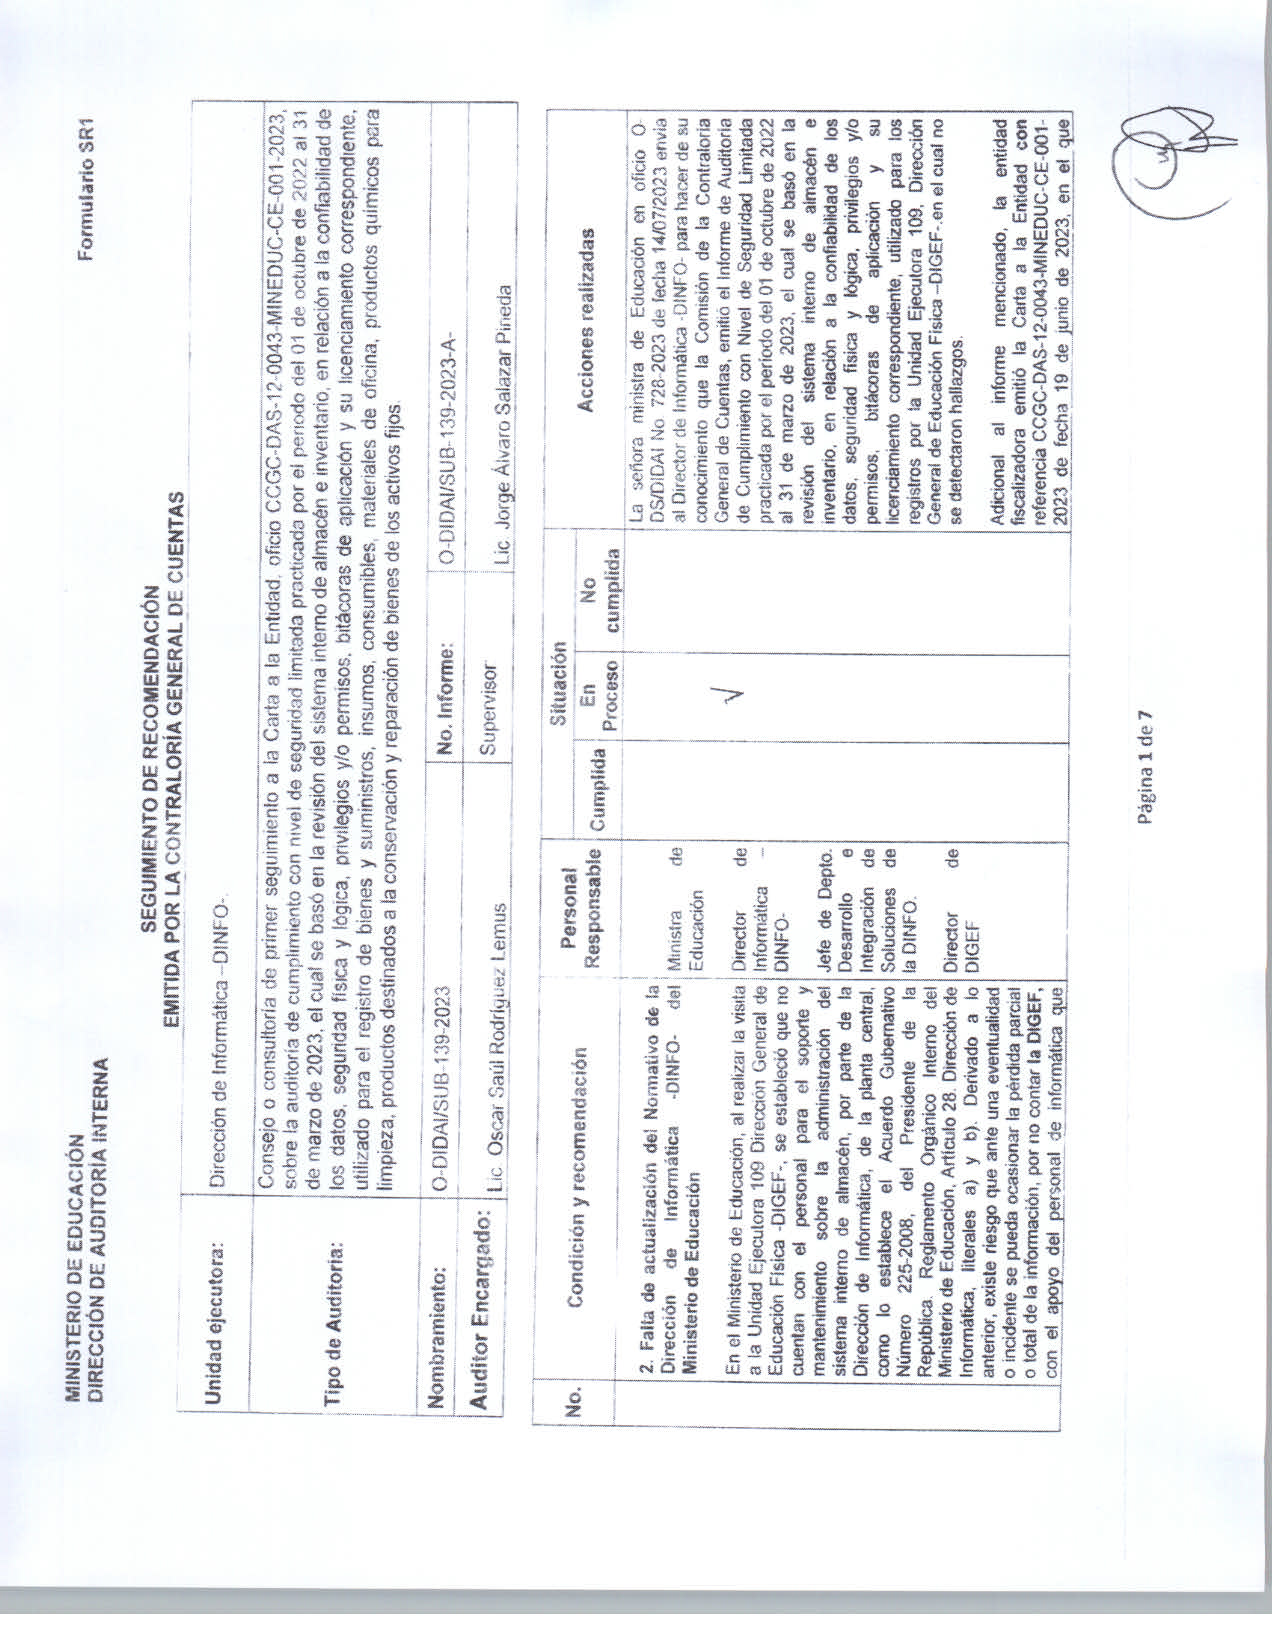 MINISTERIO DE EDUCACIÓN
DIRECCIÓN DE AUDITORÍA INTERNA
Formulario SR1
SEGUIMIENTO DE RECOMENDACIÓN
EMITIDA POR LA CONTRALORÍA GENERAL DE CUENTAS
Unidad ejecutora:
Dirección de Informática –DINFO-.
Tipo de Auditoria:
Consejo o consultoría de primer seguimiento a la Carta a la Entidad, oficio CCGC-DAS-12-0043-MINEDUC-CE-001-2023,
sobre la auditoría de cumplimiento con nivel de seguridad limitada practicada por el periodo del 01 de octubre de 2022 al 31
de marzo de 2023, el cual se basó en la revisión del sistema interno de almacén e inventario, en relación a la confiabilidad de
los datos, seguridad física y lógica, privilegios y/o permisos, bitácoras de aplicación y su licenciamiento correspondiente,
utilizado para el registro de bienes y suministros, insumos, consumibles, materiales de oficina, productos químicos para
limpieza, productos destinados a la conservación y reparación de bienes de los activos fijos.
Nombramiento:
O-DIDAI/SUB-139-2023
No. Informe:
O-DIDAI/SUB-139-2023-A-
Auditor Encargado:
Lic. Oscar Saúl Rodríguez Lemus
Supervisor
Lic. Jorge Álvaro Salazar Pineda
No.
Condición y recomendación
Personal
Responsable
Situación
Cumplida
En
Proceso
No
cumplida
Acciones realizadas
2. Falta de actualización del Normativo de la
Dirección de Informática -DINFO- del
Ministerio de Educación
En el Ministerio de Educación, al realizar la visita
a la Unidad Ejecutora 109 Dirección General de
Educación Física -DIGEF-, se estableció que no
cuentan con el personal para el soporte y
mantenimiento sobre la administración del
sistema interno de almacén, por parte de la
Dirección de Informática, de la planta central,
como lo establece el Acuerdo Gubernativo
Número 225-2008, del Presidente de la
República. Reglamento Orgánico Interno del
Ministerio de Educación, Artículo 28. Dirección de
Informática, literales a) y b). Derivado a lo
anterior, existe riesgo que ante una eventualidad
o incidente se pueda ocasionar la pérdida parcial
o total de la información, por no contar la DIGEF,
con el apoyo del personal de informática que
Ministra de
Educación
Director de
Informática –
DINFO-
Jefe de Depto.
Desarrollo e
Integración de
Soluciones de
la DINFO.
Director de
DIGEF
√
La señora ministra de Educación en oficio O-
DS/DIDAI No. 728-2023 de fecha 14/07/2023 envía
al Director de Informática -DINFO- para hacer de su
conocimiento que la Comisión de la Contraloría
General de Cuentas, emitió el Informe de Auditoria
de Cumplimiento con Nivel de Seguridad Limitada
practicada por el período del 01 de octubre de 2022
al 31 de marzo de 2023, el cual se basó en la
revisión del sistema interno de almacén e
inventario, en relación a la confiabilidad de los
datos, seguridad física y lógica, privilegios y/o
permisos, bitácoras de aplicación y su
licenciamiento correspondiente, utilizado para los
registros por la Unidad Ejecutora 109, Dirección
General de Educación Física –DIGEF-.en el cual no
se detectaron hallazgos.
Adicional al informe mencionado, la entidad
fiscalizadora emitió la Carta a la Entidad con
referencia CCGC-DAS-12-0043-MINEDUC-CE-001-
2023 de fecha 19 de junio de 2023, en el que
Página 1 de 7